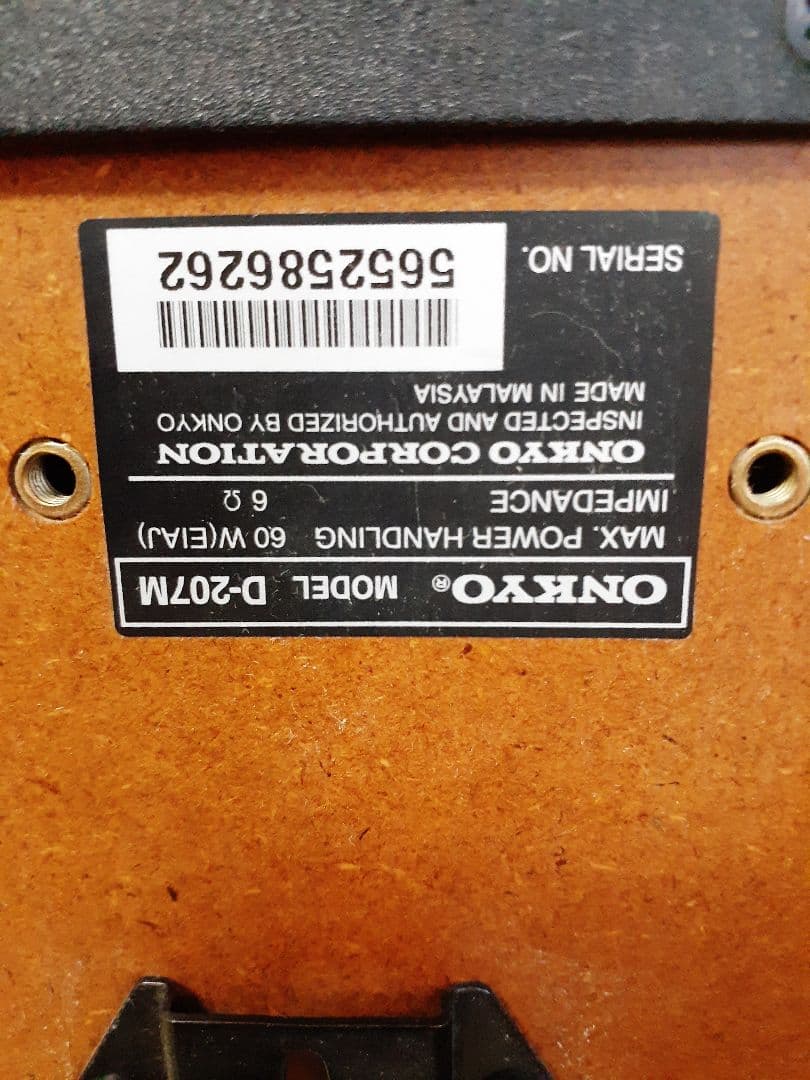 ONKYO® MODEL D-207M
MAX. POWER HANDLING 60 W(EIAJ)
IMPEDANCE 6 Ω
ONKYO CORPORATION
INSPECTED AND AUTHORIZED BY ONKYO
MADE IN MALAYSIA
SERIAL NO. 5652586262